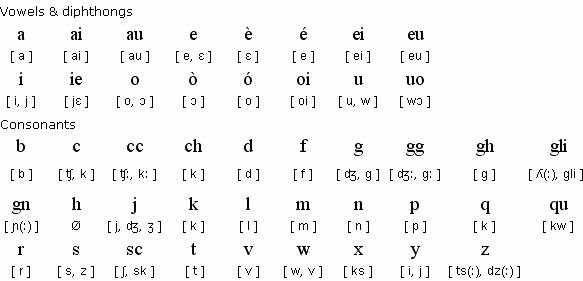 Vowels & diphthongs
a ai au e è é ei eu
[ a ] [ ai ] [ au ] [ e, ɛ ] [ ɛ ] [ e ] [ ei ] [ eu ]
i ie o ò ó oi u uo
[ i, j ] [ jɛ ] [ o, ɔ ] [ ɔ ] [ o ] [ oi ] [ u, w ] [ wɔ ]
Consonants
b c cc ch d f g gg gh gli
[ b ] [ ʧ, k ] [ ʧː, kː ] [ k ] [ d ] [ f ] [ ʤ, g ] [ ʤː, gː ] [ g ] [ ʎ(ː), gli ]
gn h j k l m n p q qu
[ ɲ(ː) ] Ø [ j, ʤ, ʒ ] [ k ] [ l ] [ m ] [ n ] [ p ] [ k ] [ kw ]
r s sc t v w x y z
[ r ] [ s, z ] [ ʃ, sk ] [ t ] [ v ] [ w, v ] [ ks ] [ i, j ] [ ts(ː), dz(ː) ]